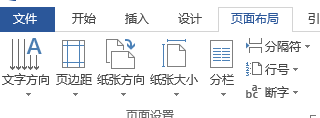 文件 开始 插入 设计 页面布局 引
文字方向 页边距 纸张方向 纸张大小 分栏 分隔符
行号
bc a- 断字
页面设置